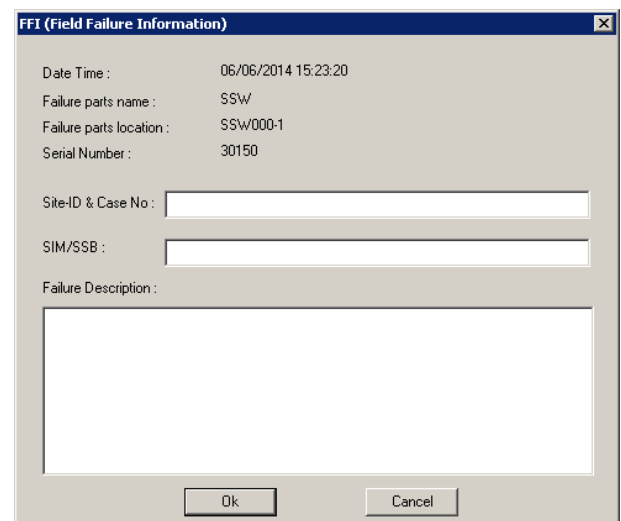 FFI (Field Failure Information)
Date Time : 06/06/2014 15:23:20
Failure parts name : SSW
Failure parts location : SSW000-1
Serial Number : 30150
Site-ID & Case No :
SIM/SSB :
Failure Description :
Ok Cancel